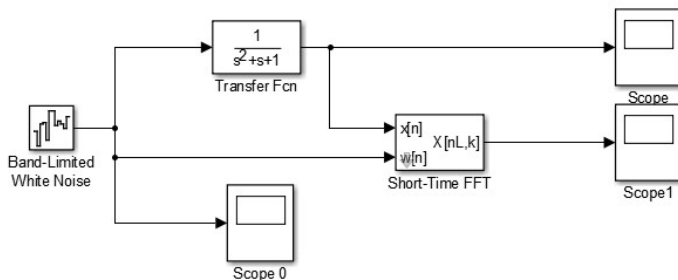 1
s²+s+1
Transfer Fcn
Scope
x[n]
X[nL,k]
w[n]
Short-Time FFT
Scope1
Band-Limited
White Noise
Scope 0